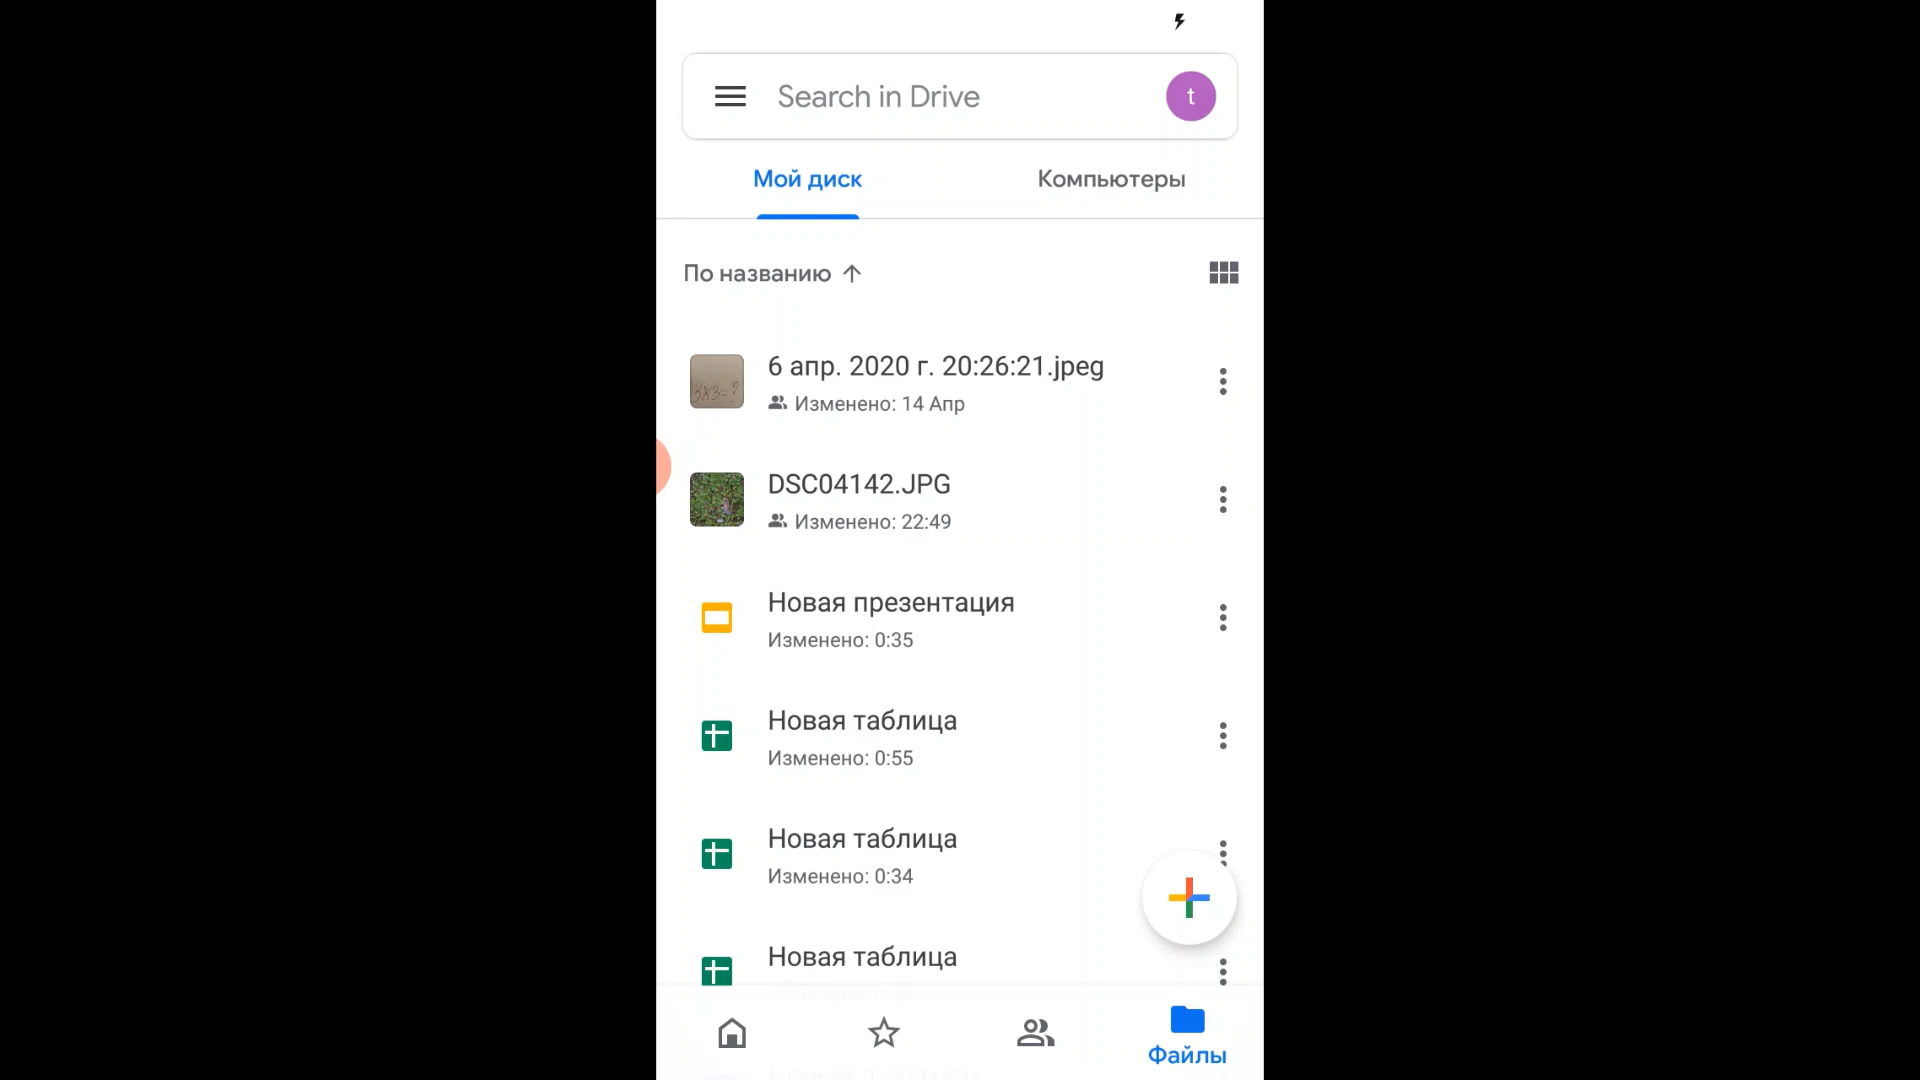 Search in Drive
t
Мой диск
Компьютеры
По названию
6 апр. 2020 г. 20:26:21.jpeg
Изменено: 14 Апр
3x3=?
DSC04142.JPG
Изменено: 22:49
Новая презентация
Изменено: 0:35
Новая таблица
Изменено: 0:55
Новая таблица
Изменено: 0:34
Новая таблица
Файлы